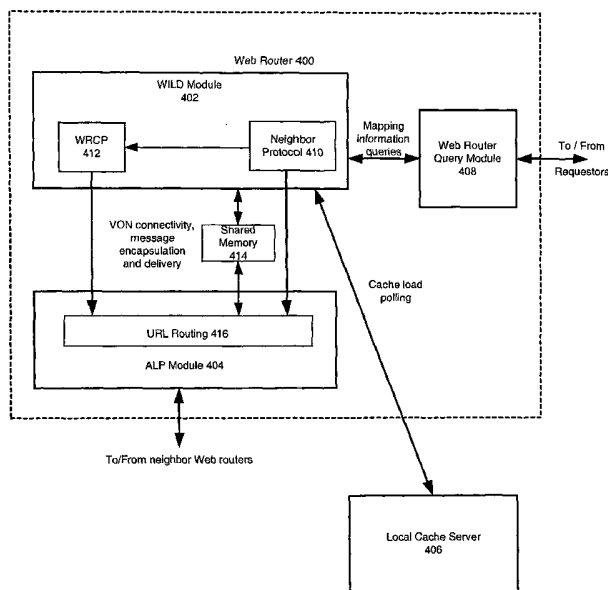 Web Router 400
WILD Module
402
WRCP
412
Neighbor
Protocol 410
Mapping
information
queries
Web Router
Query Module
408
To / From
Requestors
VON connectivity,
message
encapsulation
and delivery
Shared
Memory
414
Cache load
polling
URL Routing 416
ALP Module 404
To/From neighbor Web routers
Local Cache Server
406